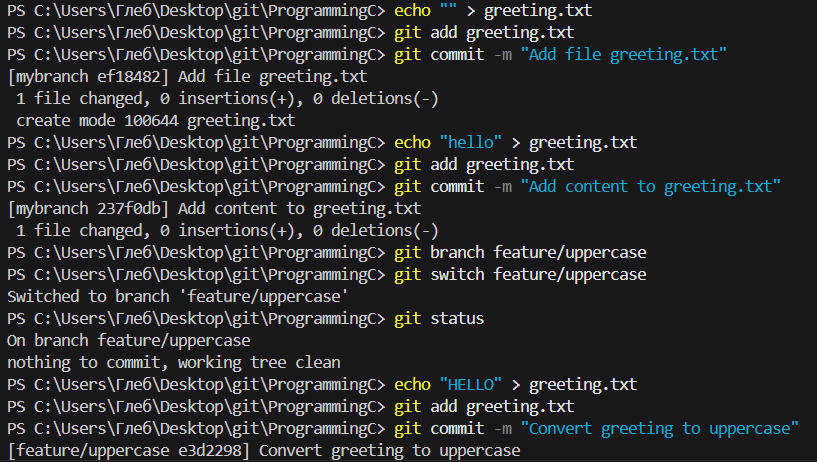 PS C:\Users\Глеб\Desktop\git\ProgrammingC> echo "" > greeting.txt
PS C:\Users\Глеб\Desktop\git\ProgrammingC> git add greeting.txt
PS C:\Users\Глеб\Desktop\git\ProgrammingC> git commit -m "Add file greeting.txt"
[mybranch ef18482] Add file greeting.txt
 1 file changed, 0 insertions(+), 0 deletions(-)
 create mode 100644 greeting.txt
PS C:\Users\Глеб\Desktop\git\ProgrammingC> echo "hello" > greeting.txt
PS C:\Users\Глеб\Desktop\git\ProgrammingC> git add greeting.txt
PS C:\Users\Глеб\Desktop\git\ProgrammingC> git commit -m "Add content to greeting.txt"
[mybranch 237f0db] Add content to greeting.txt
 1 file changed, 0 insertions(+), 0 deletions(-)
PS C:\Users\Глеб\Desktop\git\ProgrammingC> git branch feature/uppercase
PS C:\Users\Глеб\Desktop\git\ProgrammingC> git switch feature/uppercase
Switched to branch 'feature/uppercase'
PS C:\Users\Глеб\Desktop\git\ProgrammingC> git status
On branch feature/uppercase
nothing to commit, working tree clean
PS C:\Users\Глеб\Desktop\git\ProgrammingC> echo "HELLO" > greeting.txt
PS C:\Users\Глеб\Desktop\git\ProgrammingC> git add greeting.txt
PS C:\Users\Глеб\Desktop\git\ProgrammingC> git commit -m "Convert greeting to uppercase"
[feature/uppercase e3d2298] Convert greeting to uppercase